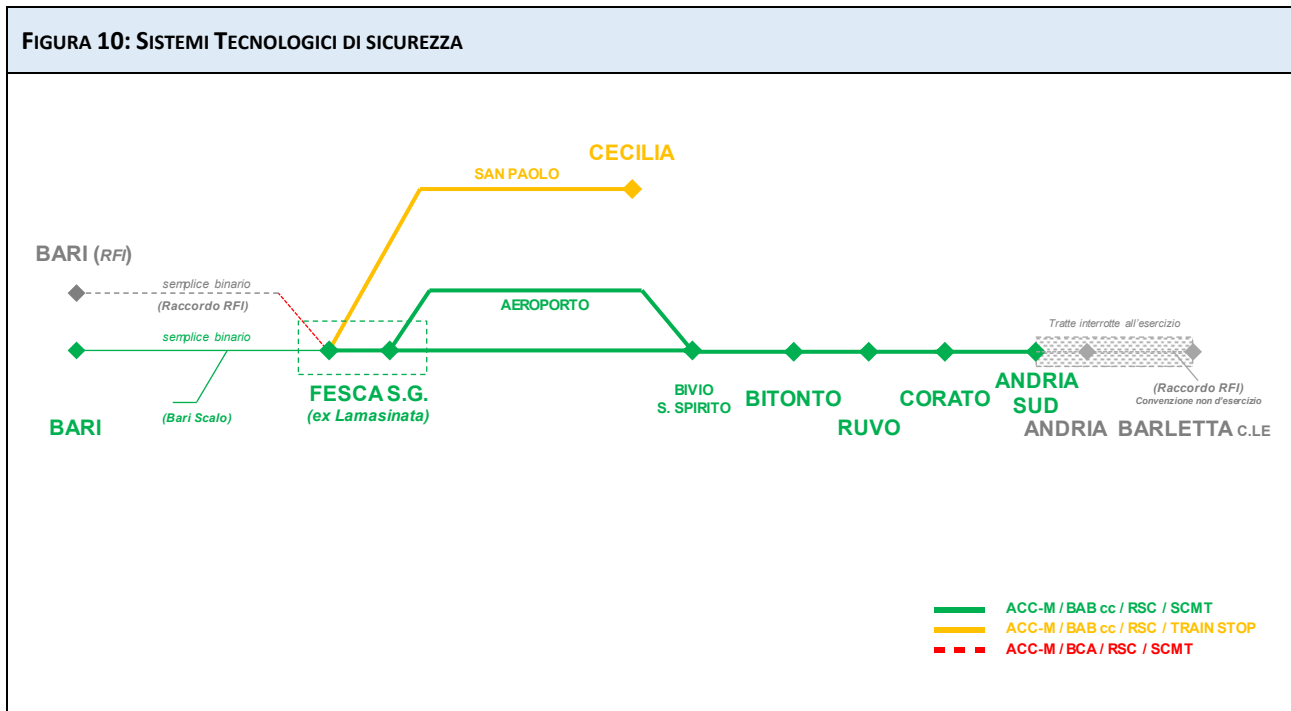 FIGURA 10: SISTEMI TECNOLOGICI DI SICUREZZA
CECILIA
SAN PAOLO
BARI (RFI)
semplice binario
(Raccordo RFI)
AEROPORTO
semplice binario
Tratte interrotte all'esercizio
(Bari Scalo)
BARI
FESCA S.G.
(ex Lamasinata)
BIVIO
S. SPIRITO
BITONTO
RUVO
CORATO
ANDRIA
SUD
(Raccordo RFI)
Convenzione non d'esercizio
ANDRIA
BARLETTA C.LE
ACC-M / BAB cc / RSC / SCMT
ACC-M / BAB cc / RSC / TRAIN STOP
ACC-M / BCA / RSC / SCMT